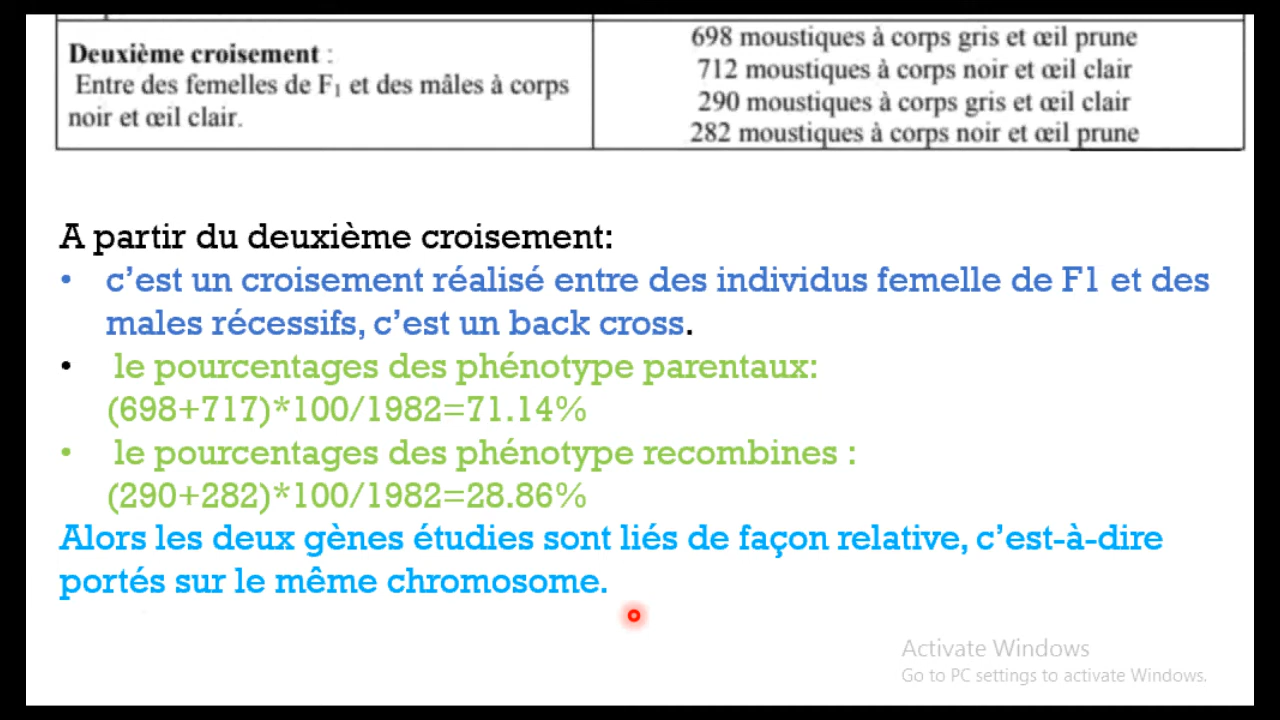 Deuxième croisement :
Entre des femelles de F1 et des mâles à corps
noir et œil clair.
698 moustiques à corps gris et œil prune
712 moustiques à corps noir et œil clair
290 moustiques à corps gris et œil clair
282 moustiques à corps noir et œil prune
A partir du deuxième croisement:
• c’est un croisement réalisé entre des individus femelle de F1 et des
males récessifs, c’est un back cross.
• le pourcentages des phénotype parentaux:
(698+717)*100/1982=71.14%
• le pourcentages des phénotype recombines :
(290+282)*100/1982=28.86%
Alors les deux gènes étudies sont liés de façon relative, c’est-à-dire
portés sur le même chromosome.
Activate Windows
Go to PC settings to activate Windows.